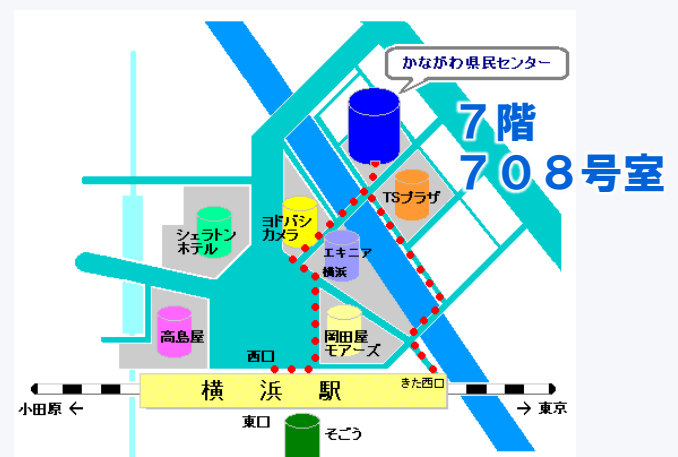 かながわ県民センター
7階
708号室
TSプラザ
ヨドバシ
カメラ
シェラトン
ホテル
エキニア
横浜
高島屋
岡田屋
モアーズ
西口
きた西口
横浜駅
小田原 ←
→ 東京
東口
そごう